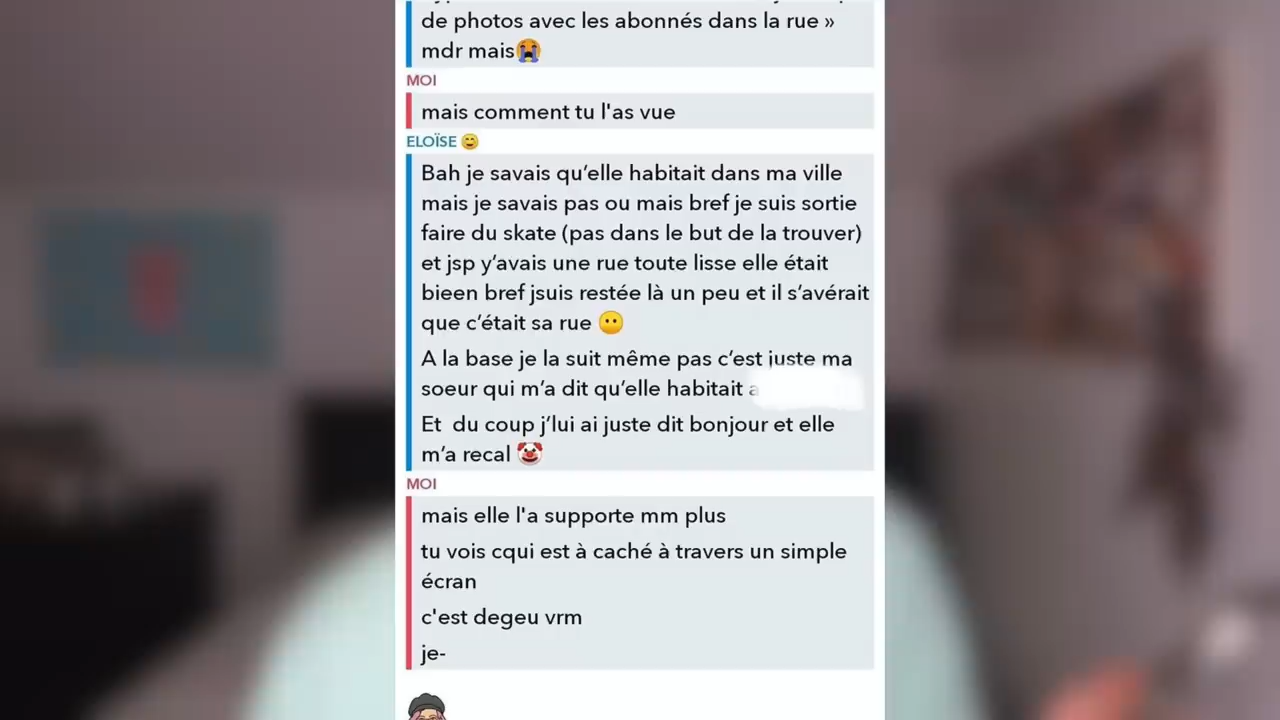 de photos avec les abonnés dans la rue »
mdr mais😭
MOI
mais comment tu l'as vue
ELOÏSE 😊
Bah je savais qu’elle habitait dans ma ville
mais je savais pas ou mais bref je suis sortie
faire du skate (pas dans le but de la trouver)
et jsp y’avais une rue toute lisse elle était
bieen bref jsuis restée là un peu et il s’avérait
que c’était sa rue 😶
A la base je la suit même pas c’est juste ma
soeur qui m’a dit qu’elle habitait a
Et du coup j’lui ai juste dit bonjour et elle
m’a recal 🤡
MOI
mais elle l'a supporte mm plus
tu vois cqui est à caché à travers un simple
écran
c'est degeu vrm
je-